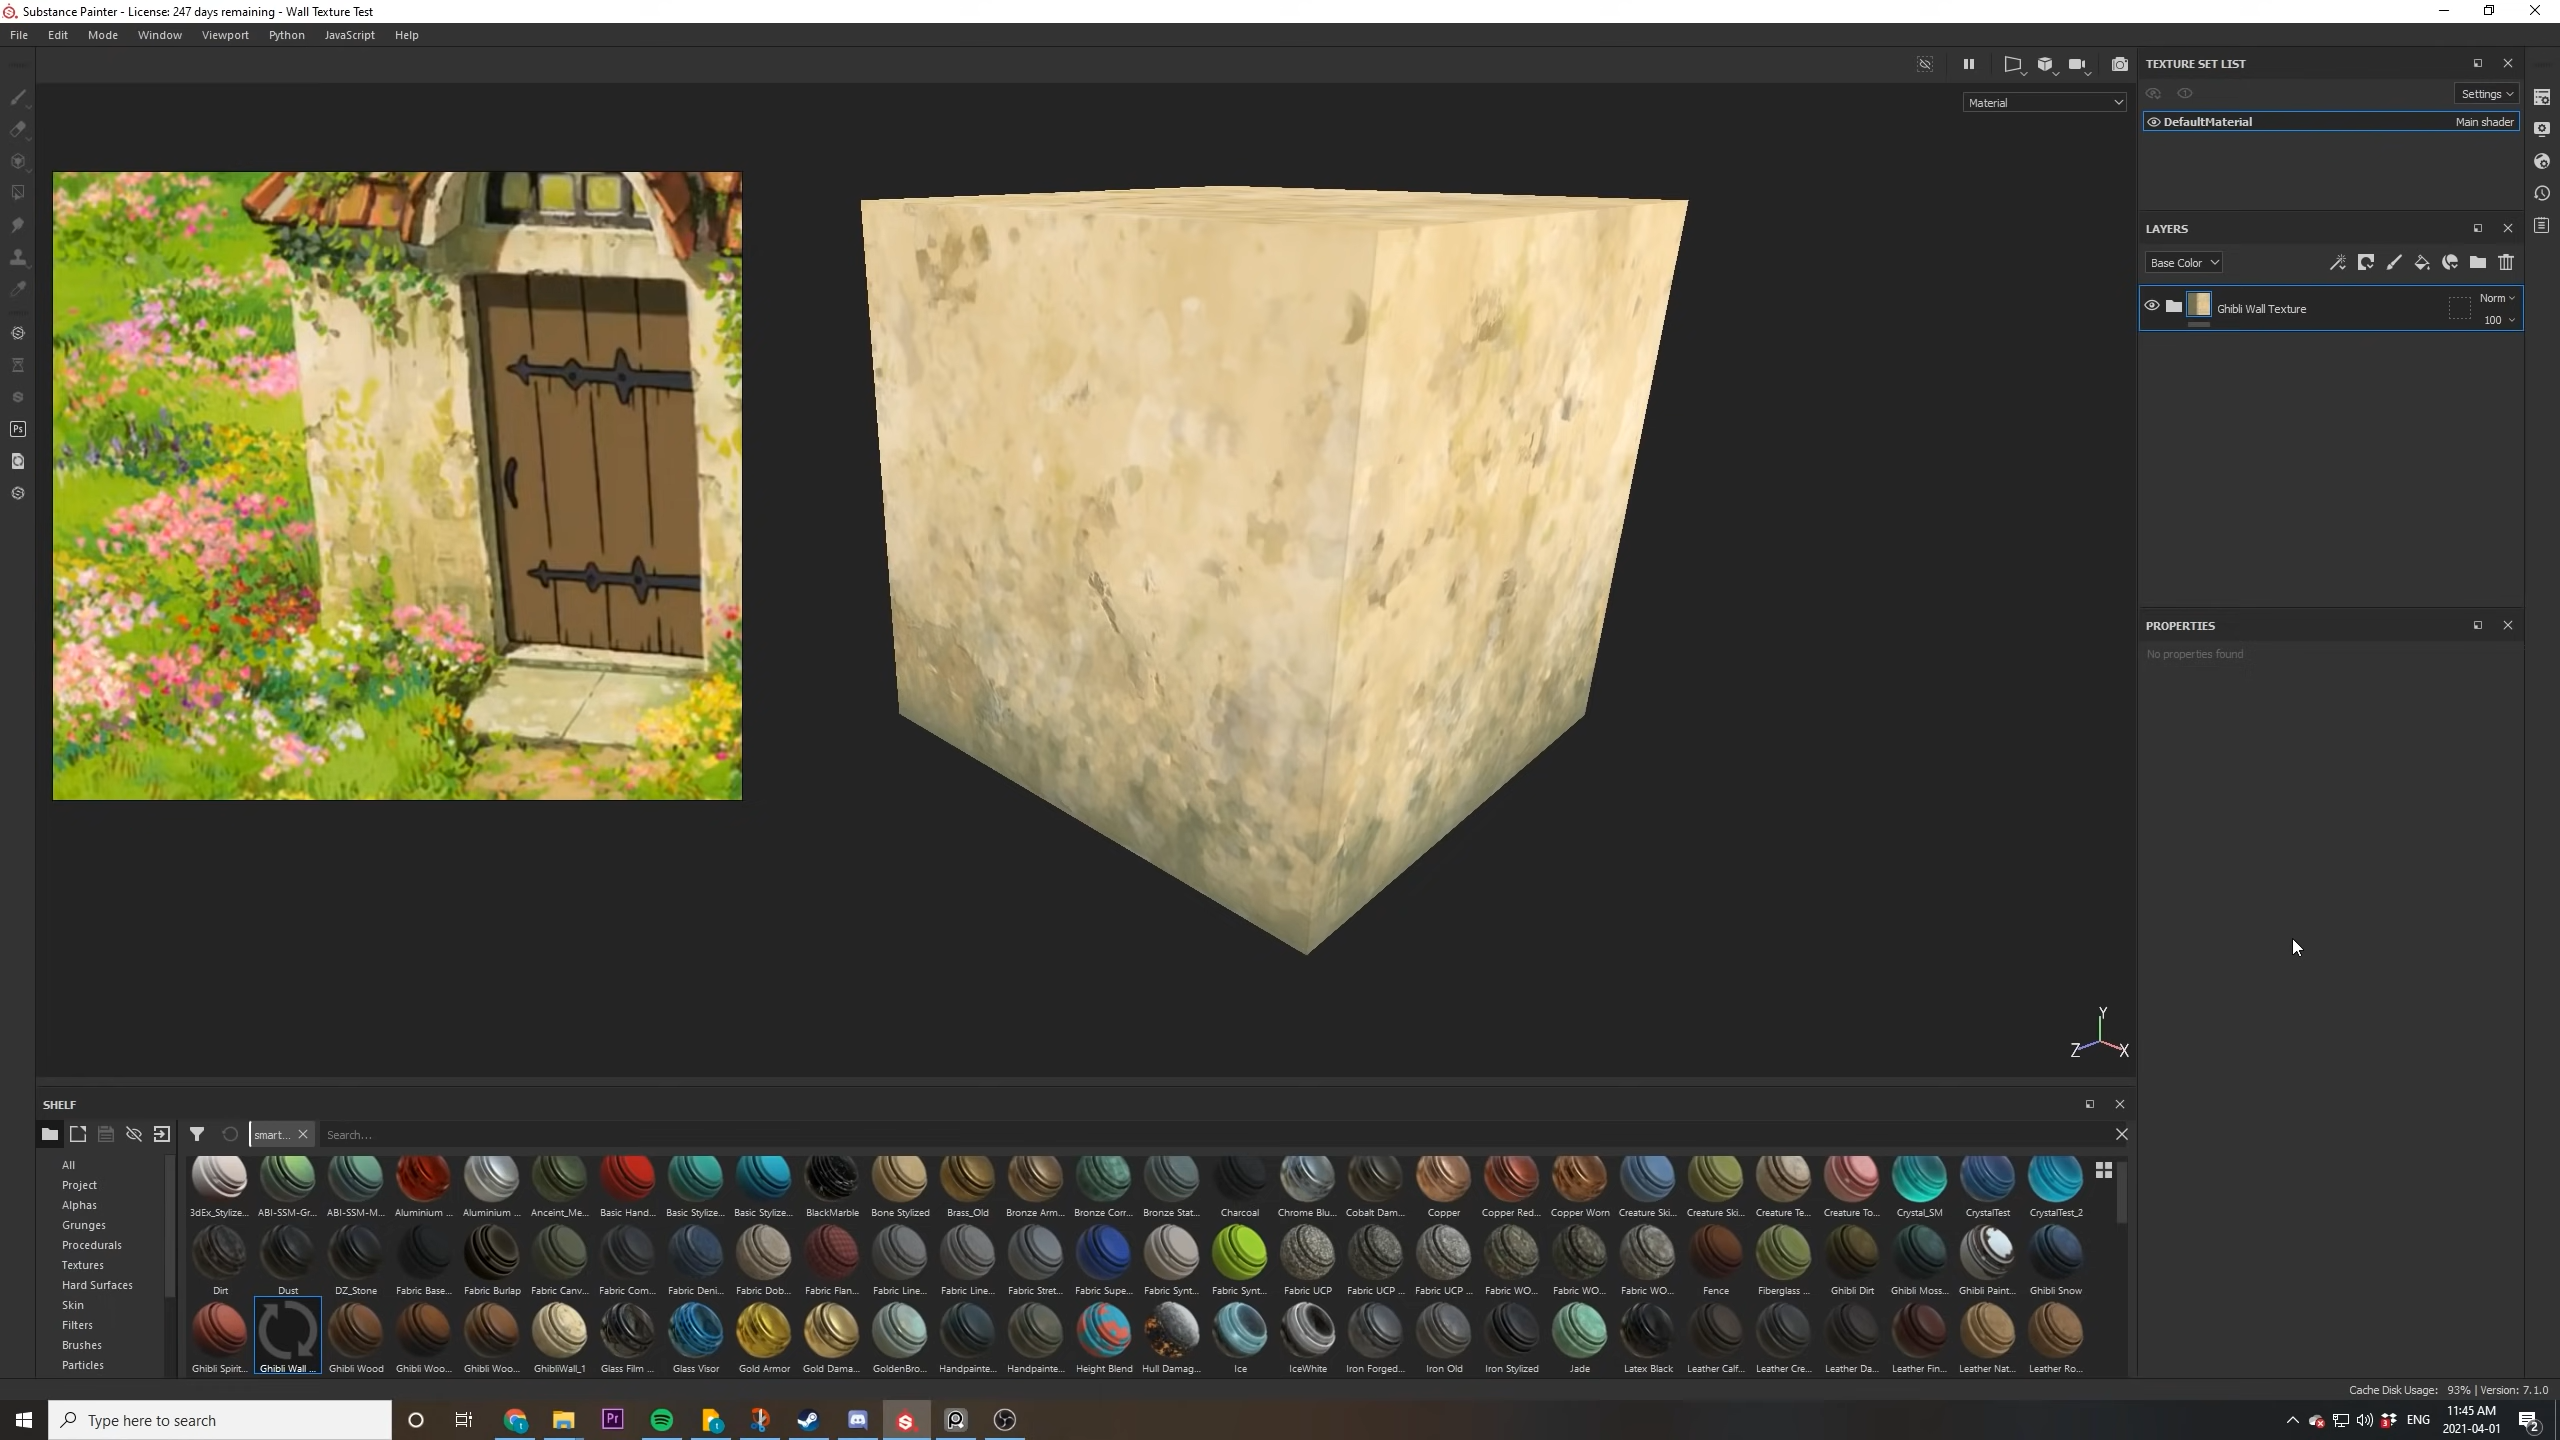 Substance Painter - License: 247 days remaining - Wall Texture Test
File Edit Mode Window Viewport Python JavaScript Help
Material
TEXTURE SET LIST
Settings
DefaultMaterial Main shader
LAYERS
Base Color
Ghibli Wall Texture
Norm
100
PROPERTIES
No properties found
Ps
Y
Z X
SHELF
smart... Search...
All
Project
Alphas
Grunges
Procedurals
Textures
Hard Surfaces
Skin
Filters
Brushes
Particles
3dEx_Stylize... ABI-SSM-Gr... ABI-SSM-M... Aluminium ... Aluminium ... Anceint_Me... Basic Hand... Basic Stylize... Basic Stylize... BlackMarble Bone Stylized Brass_Old Bronze Arm... Bronze Corr... Bronze Stat... Charcoal Chrome Blu... Cobalt Dam... Copper Copper Red... Copper Worn Creature Ski... Creature Ski... Creature Te... Creature To... Crystal_SM CrystalTest CrystalTest_2
Dirt Dust DZ_Stone Fabric Base... Fabric Burlap Fabric Canv... Fabric Com... Fabric Deni... Fabric Dob... Fabric Flan... Fabric Line... Fabric Line... Fabric Stret... Fabric Supe... Fabric Synt... Fabric Synt... Fabric UCP Fabric UCP ... Fabric UCP ... Fabric WO... Fabric WO... Fabric WO... Fence Fiberglass ... Ghibli Dirt Ghibli Moss... Ghibli Paint... Ghibli Snow
Ghibli Spirit... Ghibli Wall ... Ghibli Wood Ghibli Woo... Ghibli Woo... GhibliWall_1 Glass Film ... Glass Visor Gold Armor Gold Dama... GoldenBro... Handpainte... Handpainte... Height Blend Hull Damag... Ice IceWhite Iron Forged... Iron Old Iron Stylized Jade Latex Black Leather Calf... Leather Cre... Leather Da... Leather Fin... Leather Nat... Leather Ro...
Cache Disk Usage: 93% | Version: 7.1.0
Type here to search
Pr
ENG
11:45 AM
2021-04-01
2